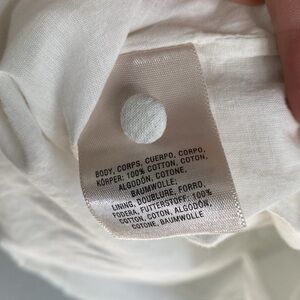 BODY, CORPS, CUERPO, CORPO,
KÖRPER: 100% COTTON, COTON,
ALGODÓN, COTONE,
BAUMWOLLE;
LINING, DOUBLURE, FORRO,
FODERA, FUTTERSTOFF: 100%
COTTON, COTON, ALGODÓN,
COTONE, BAUMWOLLE